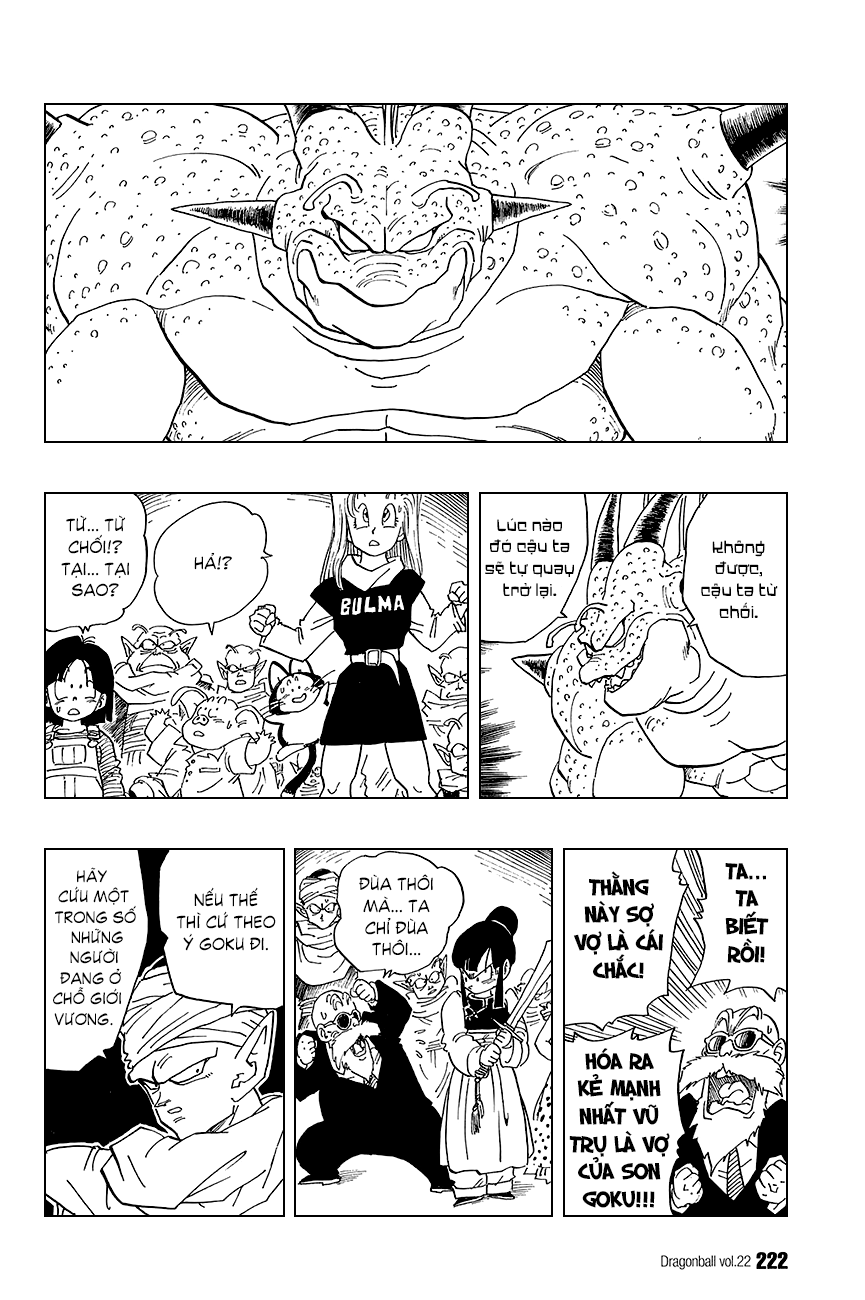 Không
được,
cậu ta từ
chối.
Lúc nào
đó cậu ta
sẽ tự quay
trở lại.
HẢ!?
BULMA
TỪ... TỪ
CHỐI!?
TẠI... TẠI
SAO?
TA...
TA
BIẾT
RỒI!
THẰNG
NÀY SỢ
VỢ LÀ CÁI
CHẮC!
HÓA RA
KẺ MẠNH
NHẤT VŨ
TRỤ LÀ VỢ
CỦA SON
GOKU!!!
ĐÙA THÔI
MÀ... TA
CHỈ ĐÙA
THÔI...
NẾU THẾ
THÌ CỨ THEO
Ý GOKU ĐI.
HÃY
CỨU MỘT
TRONG SỐ
NHỮNG
NGƯỜI
ĐANG Ở
CHỖ GIỚI
VƯƠNG.
Dragonball vol.22 222